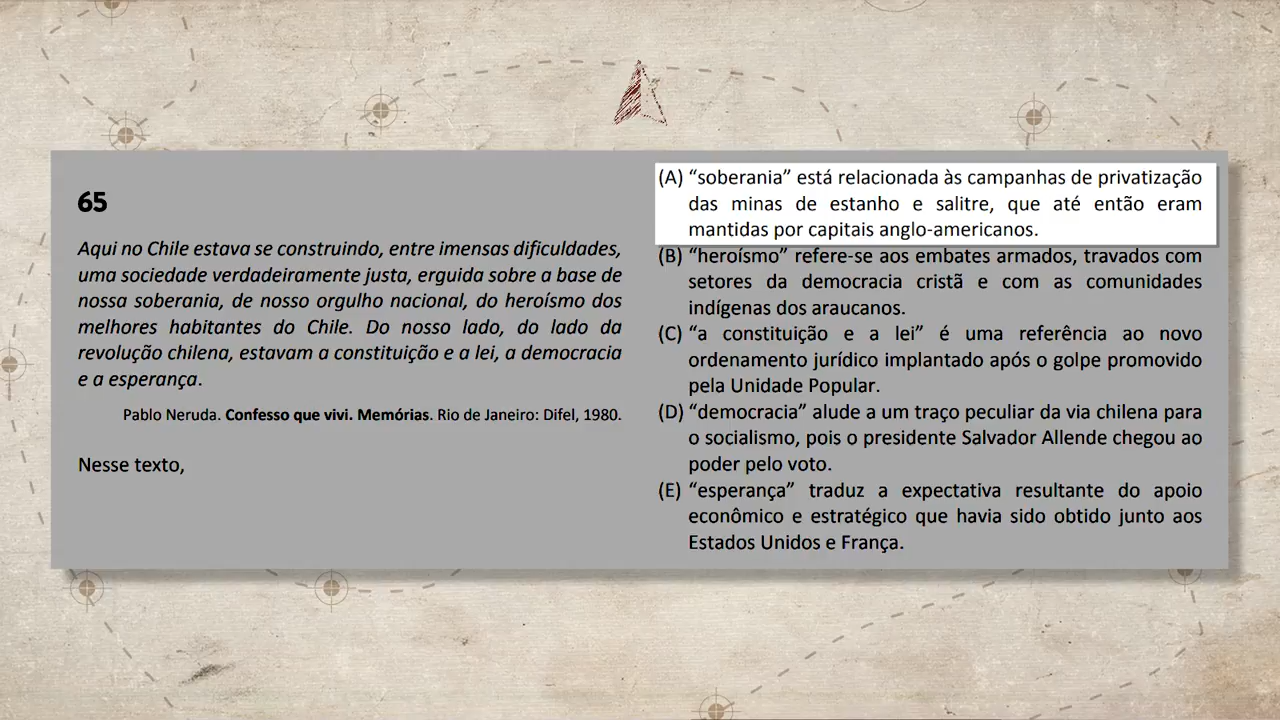 65
Aqui no Chile estava se construindo, entre imensas dificuldades,
uma sociedade verdadeiramente justa, erguida sobre a base de
nossa soberania, de nosso orgulho nacional, do heroísmo dos
melhores habitantes do Chile. Do nosso lado, do lado da
revolução chilena, estavam a constituição e a lei, a democracia
e a esperança.
Pablo Neruda. Confesso que vivi. Memórias. Rio de Janeiro: Difel, 1980.
Nesse texto,
(A) “soberania” está relacionada às campanhas de privatização
das minas de estanho e salitre, que até então eram
mantidas por capitais anglo-americanos.
(B) “heroísmo” refere-se aos embates armados, travados com
setores da democracia cristã e com as comunidades
indígenas dos araucanos.
(C) “a constituição e a lei” é uma referência ao novo
ordenamento jurídico implantado após o golpe promovido
pela Unidade Popular.
(D) “democracia” alude a um traço peculiar da via chilena para
o socialismo, pois o presidente Salvador Allende chegou ao
poder pelo voto.
(E) “esperança” traduz a expectativa resultante do apoio
econômico e estratégico que havia sido obtido junto aos
Estados Unidos e França.